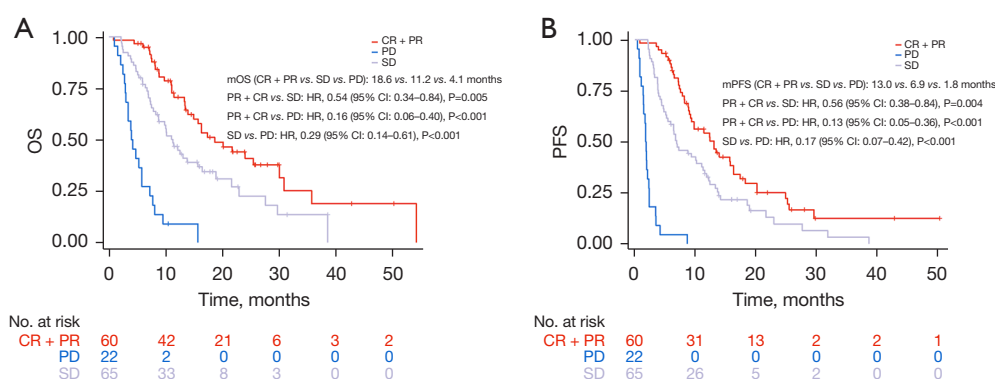 A
1.00
0.75
0.50
0.25
0.00
OS
CR + PR
PD
SD
mOS (CR + PR vs. SD vs. PD): 18.6 vs. 11.2 vs. 4.1 months
PR + CR vs. SD: HR, 0.54 (95% CI: 0.34–0.84), P=0.005
PR + CR vs. PD: HR, 0.16 (95% CI: 0.06–0.40), P<0.001
SD vs. PD: HR, 0.29 (95% CI: 0.14–0.61), P<0.001
0 10 20 30 40 50
Time, months
No. at risk
CR + PR 60 42 21 6 3 2
PD 22 2 0 0 0 0
SD 65 33 8 3 0 0
B
1.00
0.75
0.50
0.25
0.00
PFS
CR + PR
PD
SD
mPFS (CR + PR vs. SD vs. PD): 13.0 vs. 6.9 vs. 1.8 months
PR + CR vs. SD: HR, 0.56 (95% CI: 0.38–0.84), P=0.004
PR + CR vs. PD: HR, 0.13 (95% CI: 0.05–0.36), P<0.001
SD vs. PD: HR, 0.17 (95% CI: 0.07–0.42), P<0.001
0 10 20 30 40 50
Time, months
No. at risk
CR + PR 60 31 13 2 2 1
PD 22 0 0 0 0 0
SD 65 26 5 2 0 0